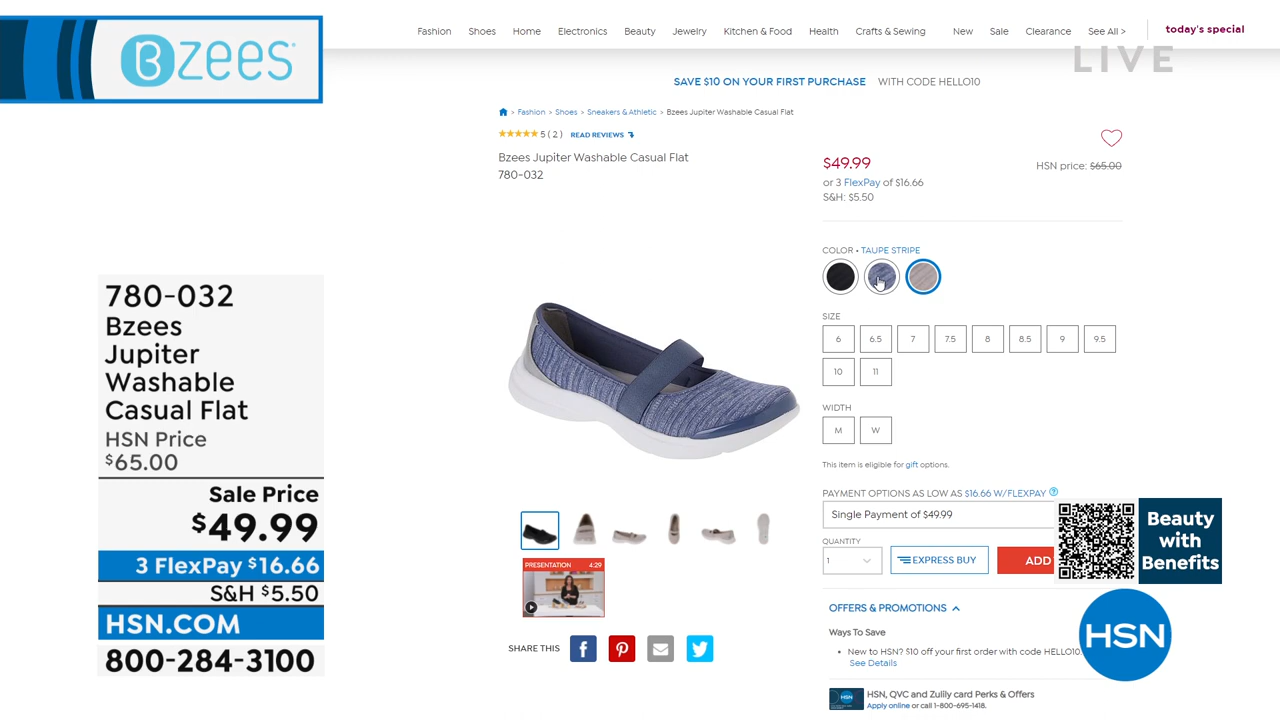 Bzees
Fashion Shoes Home Electronics Beauty Jewelry Kitchen & Food Health Crafts & Sewing New Sale Clearance See All > today's special
LIVE
SAVE $10 ON YOUR FIRST PURCHASE WITH CODE HELLO10
> Fashion > Shoes > Sneakers & Athletic > Bzees Jupiter Washable Casual Flat
5 ( 2 ) READ REVIEWS
Bzees Jupiter Washable Casual Flat
780-032
$49.99
HSN price: $65.00
or 3 FlexPay of $16.66
S&H: $5.50
COLOR • TAUPE STRIPE
SIZE
6 6.5 7 7.5 8 8.5 9 9.5
10 11
WIDTH
M W
This item is eligible for gift options.
PAYMENT OPTIONS AS LOW AS $16.66 W/FLEXPAY ?
Single Payment of $49.99
QUANTITY
1
EXPRESS BUY
ADD
OFFERS & PROMOTIONS
Ways To Save
• New to HSN? $10 off your first order with code HELLO10.
See Details
HSN
HSN, QVC and Zulily card Perks & Offers
Apply online or call 1-800-695-1418.
PRESENTATION 4:29
SHARE THIS
780-032
Bzees
Jupiter
Washable
Casual Flat
HSN Price
$65.00
Sale Price
$49.99
3 FlexPay $16.66
S&H $5.50
HSN.COM
800-284-3100
Beauty
with
Benefits
HSN